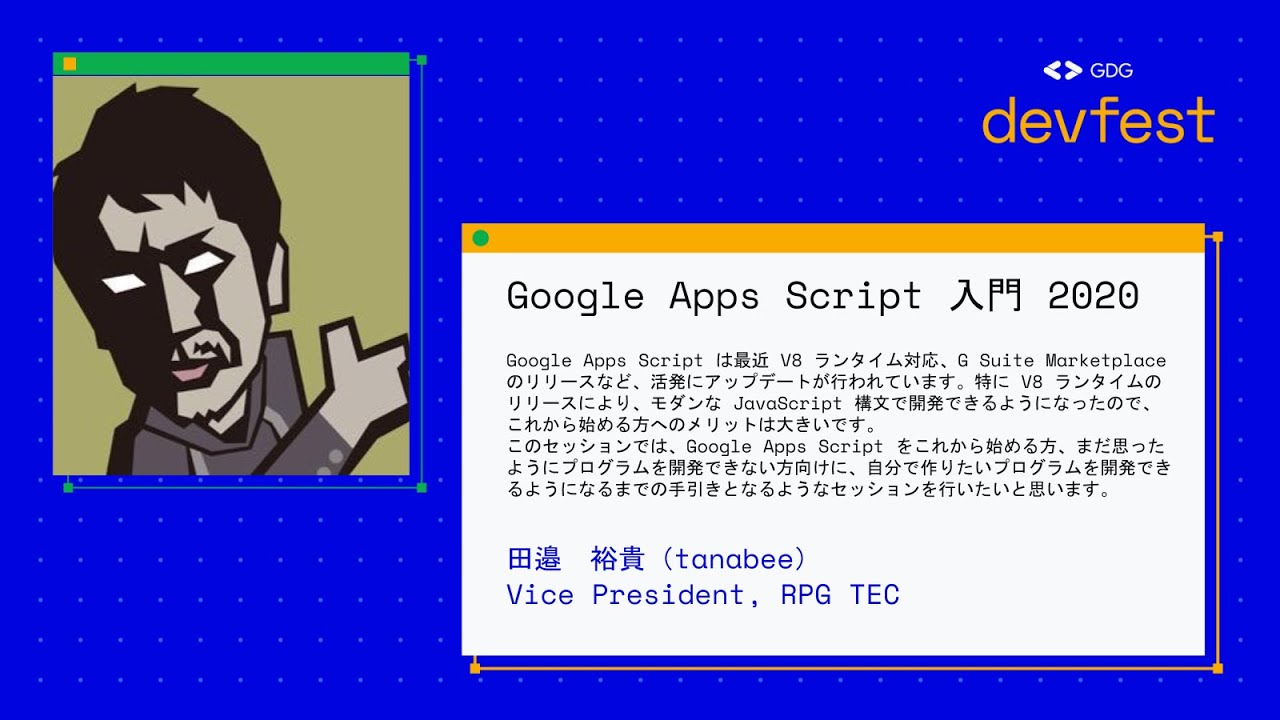 GDG
devfest
Google Apps Script 入門 2020
Google Apps Script は最近 V8 ランタイム対応、G Suite Marketplace
のリリースなど、活発にアップデートが行われています。特に V8 ランタイムの
リリースにより、モダンな JavaScript 構文で開発できるようになったので、
これから始める方へのメリットは大きいです。
このセッションでは、Google Apps Script をこれから始める方、まだ思った
ようにプログラムを開発できない方向けに、自分で作りたいプログラムを開発でき
るようになるまでの手引きとなるようなセッションを行いたいと思います。
田邉　裕貴（tanabee）
Vice President, RPG TEC